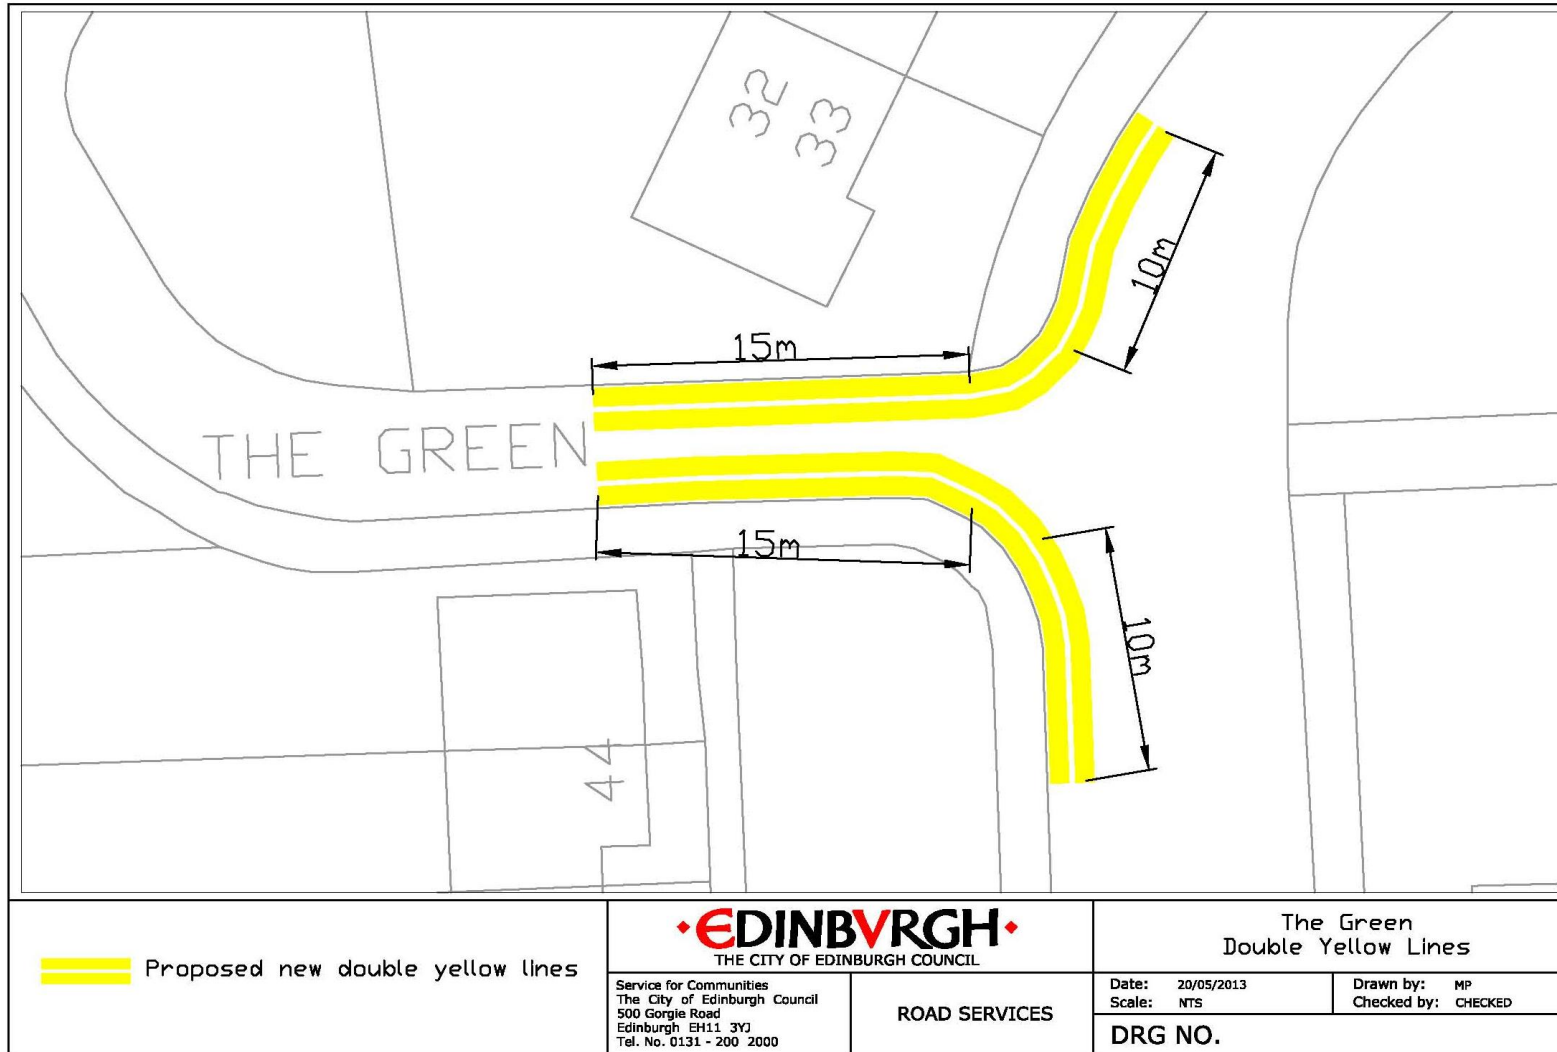 32
33
10m
15m
THE GREEN
15m
10m
44
Proposed new double yellow lines
EDINBVRGH
THE CITY OF EDINBURGH COUNCIL
Service for Communities
The City of Edinburgh Council
500 Gorgie Road
Edinburgh EH11 3YJ
Tel. No. 0131 - 200 2000
ROAD SERVICES
The Green
Double Yellow Lines
Date: 20/05/2013
Scale: NTS
Drawn by: MP
Checked by: CHECKED
DRG NO.